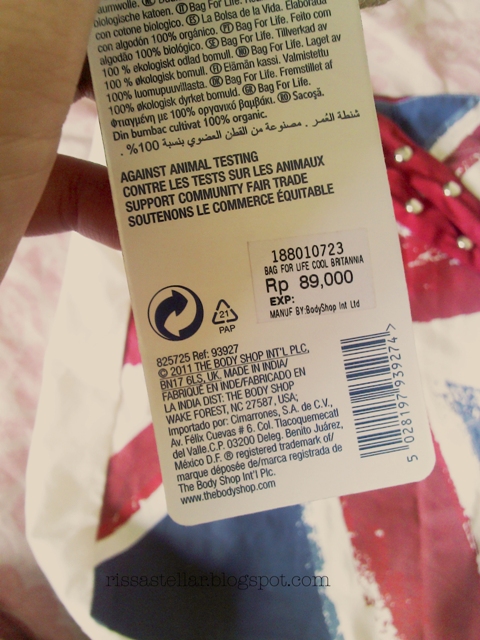 biologische katoen. Ⓘ Bag For Life. 
con cotone biologico. Ⓔ La Bolsa de la Vida. Elaborada
con algodón 100% orgánico. Ⓟ Bag For Life. Feito com
algodão 100% biológico. Ⓢ Bag For Life. Tillverkad av
100 % ekologiskt odlad bomull. Bag For Life. Laget av
100 % økologisk bomull. Elämän kassi. Valmistettu
100% luomupuuvillasta. Bag For Life. Fremstillet af
100% økologisk dyrket bomuld. Bag For Life.
Φτιαγμένη με 100% οργανικό βαμβάκι. Sacoşă.
Din bumbac cultivat 100% organic.
شنطة العُمر . مصنوعة من القطن العضوي بنسبة 100% .
AGAINST ANIMAL TESTING
CONTRE LES TESTS SUR LES ANIMAUX
SUPPORT COMMUNITY FAIR TRADE
SOUTENONS LE COMMERCE ÉQUITABLE
188010723
BAG FOR LIFE COOL BRITANNIA
Rp 89,000
EXP:
MANUF BY:BodyShop Int Ltd
21
PAP
825725 Ref: 93927
© 2011 THE BODY SHOP INT'L PLC,
BN17 6LS, UK. MADE IN INDIA/
FABRIQUÉ EN INDE/FABRICADO EN
LA INDIA DIST: THE BODY SHOP
WAKE FOREST, NC 27587, USA;
Importado por: Cimarrones, S.A. de C.V.,
Av. Félix Cuevas # 6. Col. Tlacoquemecatl
del Valle.C.P. 03200 Deleg. Benito Juárez,
México D.F. ® registered trademark of/
marque déposée de/marca registrada de
The Body Shop Int'l Plc.
www.thebodyshop.com
5 028197 939274 >
rissastellar.blogspot.com